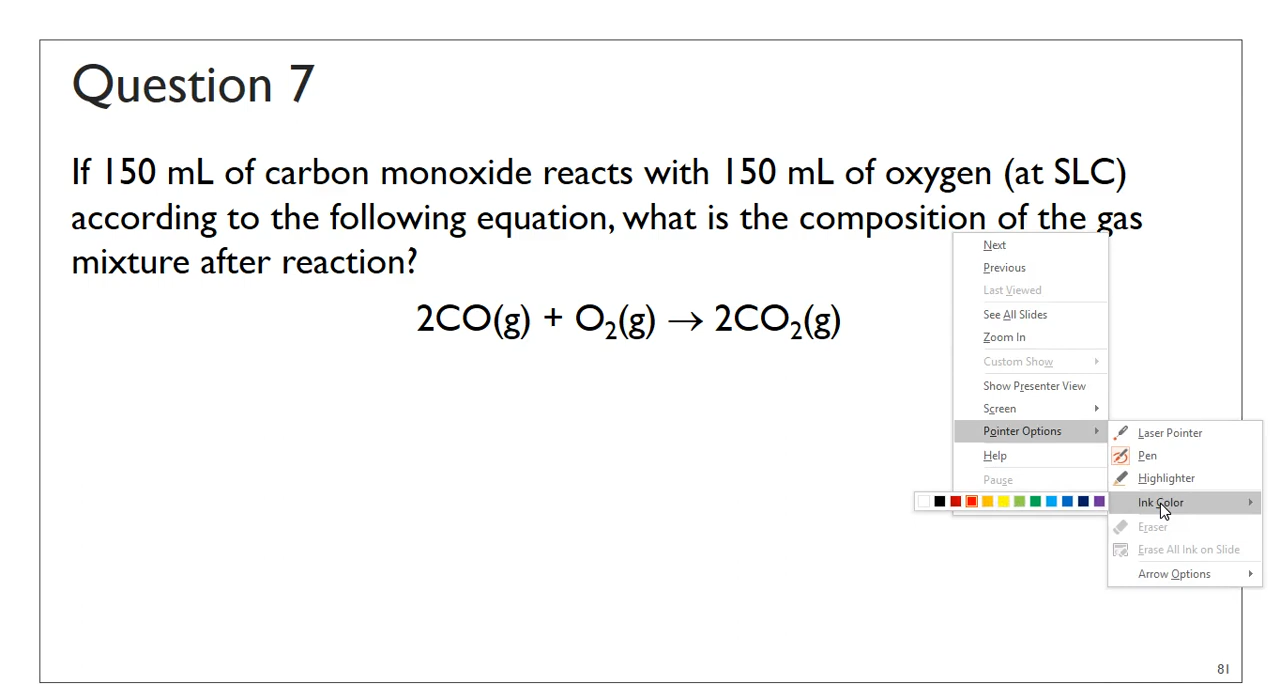 Question 7
If 150 mL of carbon monoxide reacts with 150 mL of oxygen (at SLC)
according to the following equation, what is the composition of the gas
mixture after reaction?
2CO(g) + O₂(g) → 2CO₂(g)
Next
Previous
Last Viewed
See All Slides
Zoom In
Custom Show
Show Presenter View
Screen
Pointer Options
Help
Pause
Laser Pointer
Pen
Highlighter
Ink Color
Eraser
Erase All Ink on Slide
Arrow Options
81